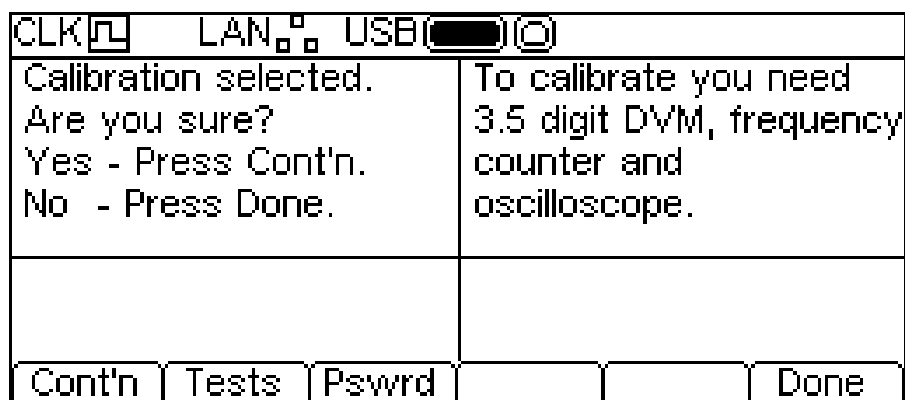 CLK LAN USB
Calibration selected.
Are you sure?
Yes - Press Cont'n.
No - Press Done.
To calibrate you need
3.5 digit DVM, frequency
counter and
oscilloscope.
Cont'n Tests Pswrd Done